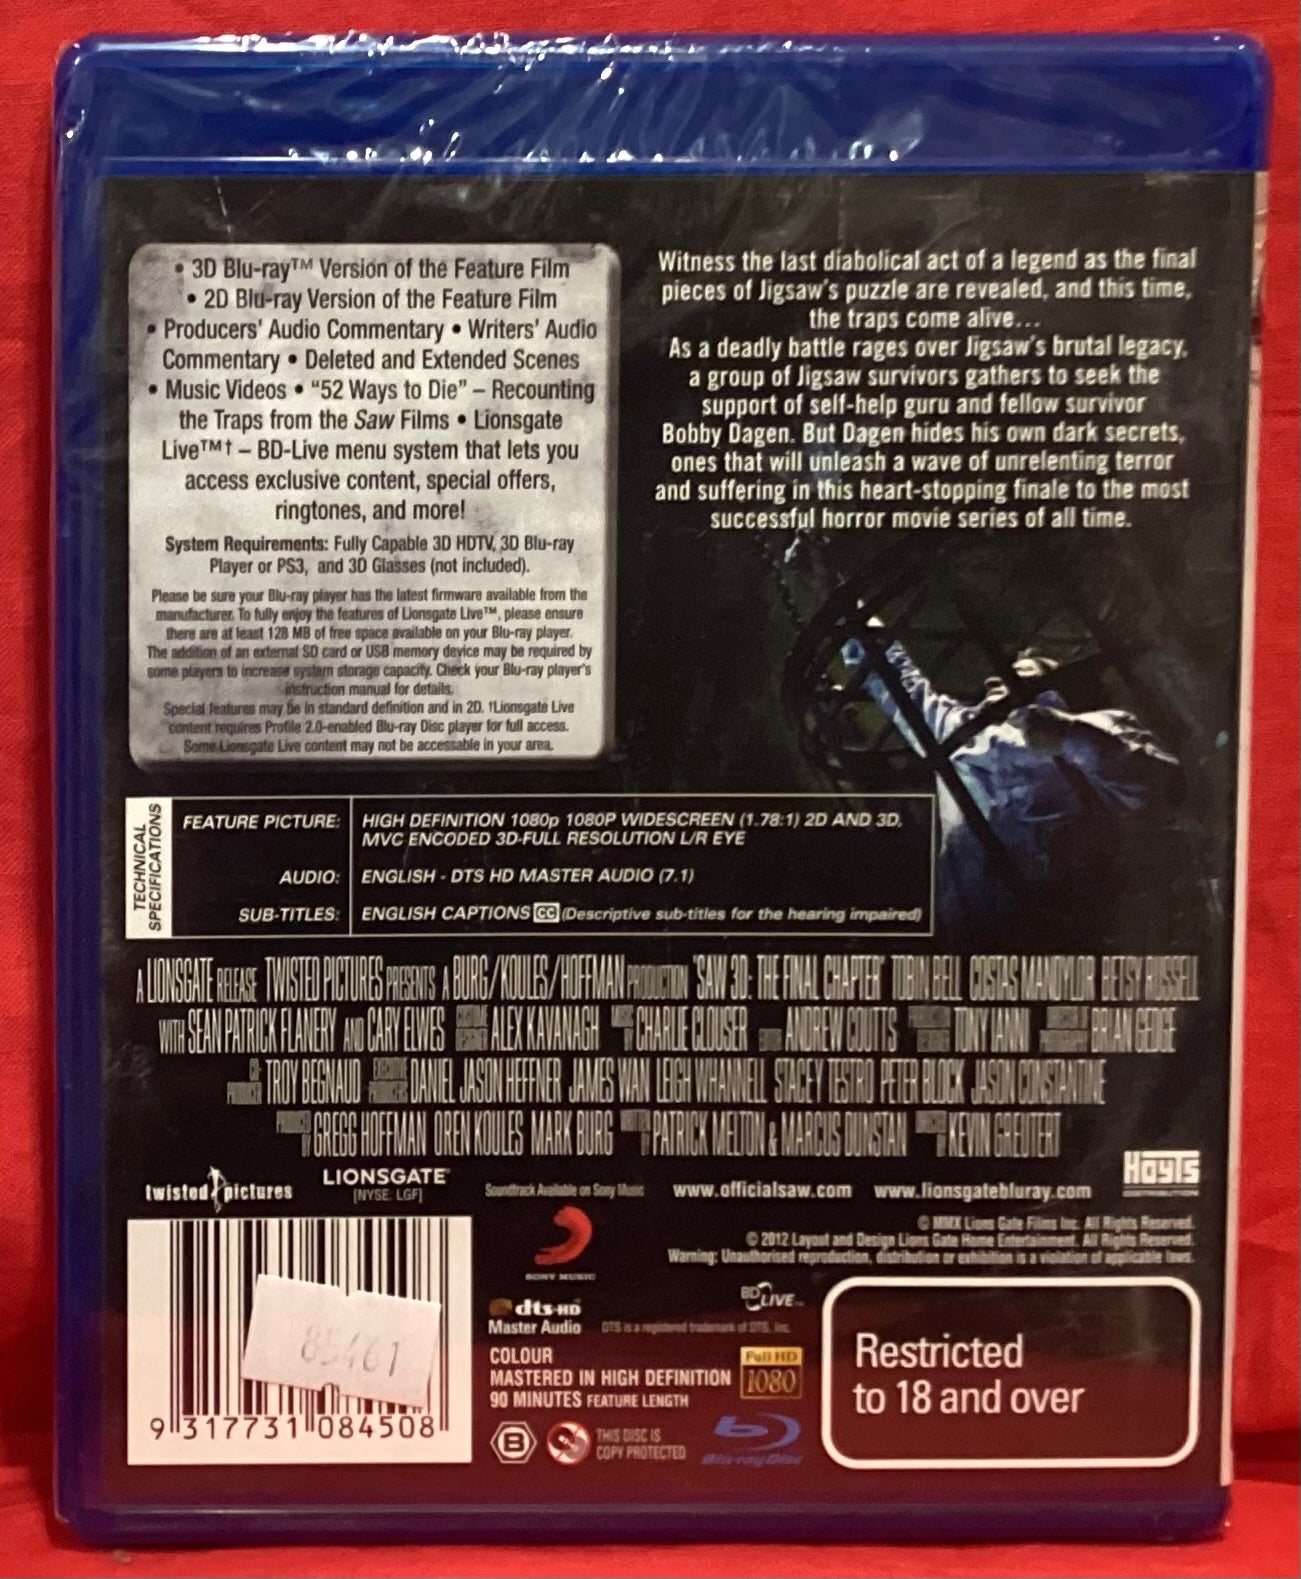 • 3D Blu-ray™ Version of the Feature Film
• 2D Blu-ray Version of the Feature Film
• Producers' Audio Commentary • Writers' Audio
Commentary • Deleted and Extended Scenes
• Music Videos • “52 Ways to Die” – Recounting
the Traps from the Saw Films • Lionsgate
Live™† – BD-Live menu system that lets you
access exclusive content, special offers,
ringtones, and more!
System Requirements: Fully Capable 3D HDTV, 3D Blu-ray
Player or PS3, and 3D Glasses (not included).
Please be sure your Blu-ray player has the latest firmware available from the
manufacturer. To fully enjoy the features of Lionsgate Live™, please ensure
there are at least 128 MB of free space available on your Blu-ray player.
The addition of an external SD card or USB memory device may be required by
some players to increase system storage capacity. Check your Blu-ray player's
instruction manual for details.
Special features may be in standard definition and in 2D. †Lionsgate Live
content requires Profile 2.0-enabled Blu-ray Disc player for full access.
Some Lionsgate Live content may not be accessable in your area.
Witness the last diabolical act of a legend as the final
pieces of Jigsaw's puzzle are revealed, and this time,
the traps come alive...
As a deadly battle rages over Jigsaw's brutal legacy,
a group of Jigsaw survivors gathers to seek the
support of self-help guru and fellow survivor
Bobby Dagen. But Dagen hides his own dark secrets,
ones that will unleash a wave of unrelenting terror
and suffering in this heart-stopping finale to the most
successful horror movie series of all time.
TECHNICAL
SPECIFICATIONS
FEATURE PICTURE: HIGH DEFINITION 1080p 1080P WIDESCREEN (1.78:1) 2D AND 3D,
MVC ENCODED 3D-FULL RESOLUTION L/R EYE
AUDIO: ENGLISH - DTS HD MASTER AUDIO (7.1)
SUB-TITLES: ENGLISH CAPTIONS CC (Descriptive sub-titles for the hearing impaired)
A LIONSGATE RELEASE TWISTED PICTURES PRESENTS A BURG/KOULES/HOFFMAN PRODUCTION "SAW 3D: THE FINAL CHAPTER" TOBIN BELL COSTAS MANDYLOR BETSY RUSSELL
WITH SEAN PATRICK FLANERY AND CARY ELWES ALEX KAVANAGH CHARLIE CLOUSER ANDREW COUTTS TONY IANNI BRIAN GEDGE
CO-PRODUCER TROY BEGNAUD EXECUTIVE PRODUCERS DANIEL JASON HEFFNER JAMES WAN LEIGH WHANNELL STACEY TESTRO PETER BLOCK JASON CONSTANTINE
PRODUCED BY GREGG HOFFMAN OREN KOULES MARK BURG PATRICK MELTON & MARCUS DUNSTAN KEVIN GREUTERT
twisted pictures
LIONSGATE
[NYSE: LGF]
Soundtrack Available on Sony Music
www.officialsaw.com www.lionsgatebluray.com
HOYTS
DISTRIBUTION
SONY MUSIC
© MMX Lions Gate Films Inc. All Rights Reserved.
© 2012 Layout and Design Lions Gate Home Entertainment. All Rights Reserved.
Warning: Unauthorised reproduction, distribution or exhibition is a violation of applicable laws.
85461
9 317731 084508
dts-HD
Master Audio
DTS is a registered trademark of DTS, Inc.
BD LIVE
COLOUR
MASTERED IN HIGH DEFINITION
90 MINUTES FEATURE LENGTH
Full HD
1080
B
THIS DISC IS
COPY PROTECTED
Blu-ray Disc
Restricted
to 18 and over